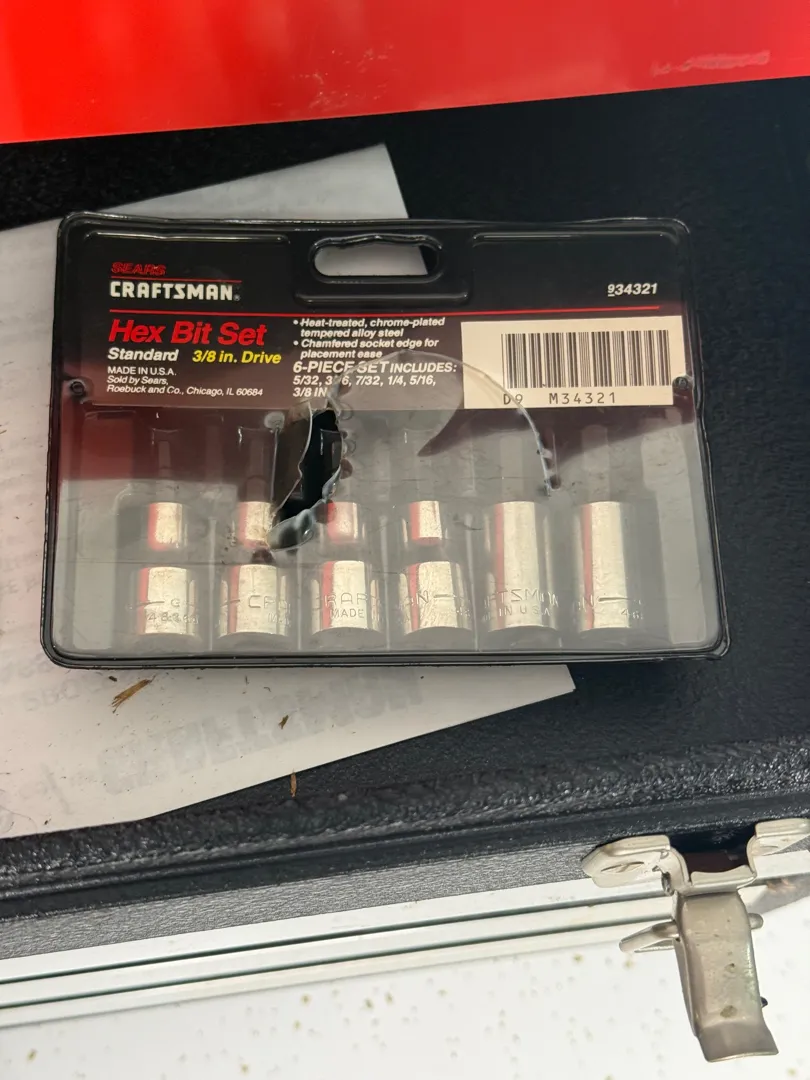 SEARS
CRAFTSMAN®
934321
Hex Bit Set
Standard 3/8 in. Drive
MADE IN U.S.A.
Sold by Sears,
Roebuck and Co., Chicago, IL 60684
• Heat-treated, chrome-plated
tempered alloy steel
• Chamfered socket edge for
placement ease
6-PIECE SET INCLUDES:
5/32, 3/16, 7/32, 1/4, 5/16,
3/8 IN
D9 M34321
MADE
IN U.S.A.